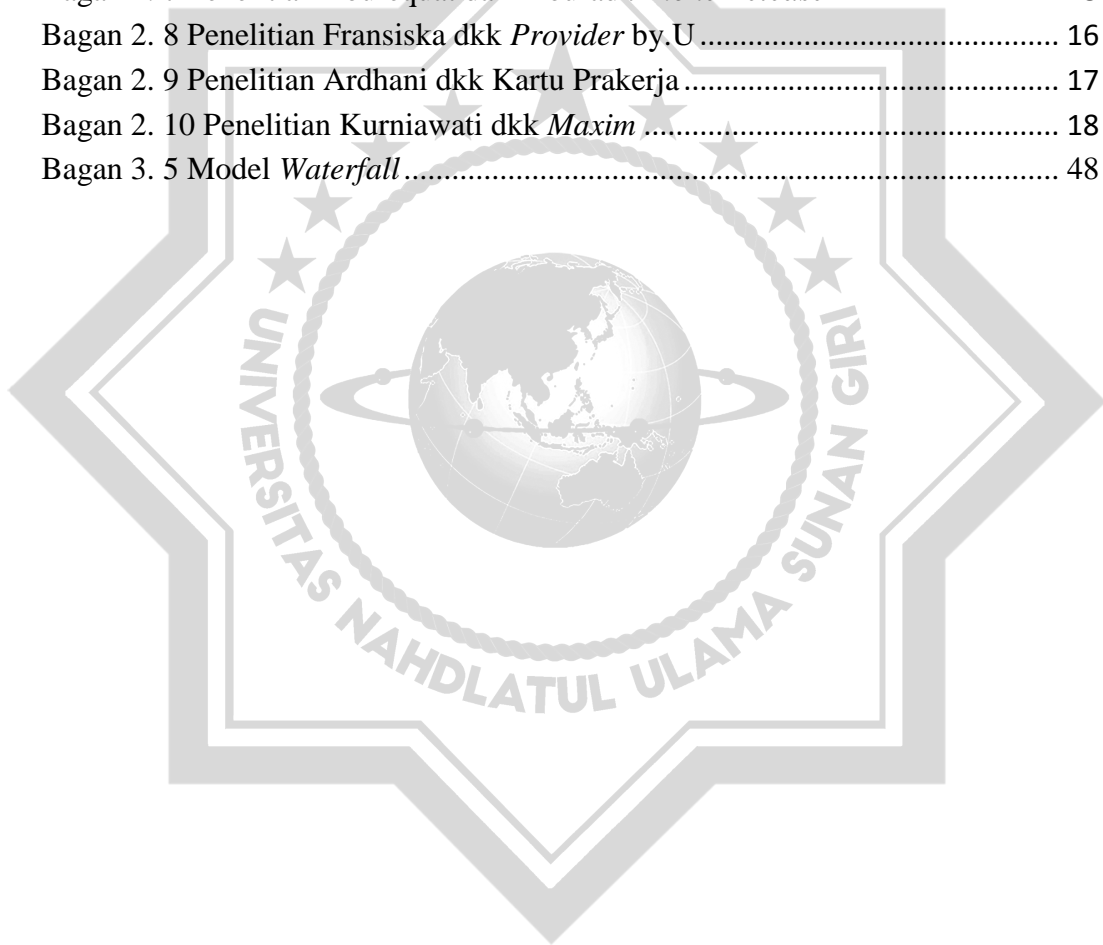 Bagan 2. 8 Penelitian Fransiska dkk Provider by.U ........................................ 16
Bagan 2. 9 Penelitian Ardhani dkk Kartu Prakerja .......................................... 17
Bagan 2. 10 Penelitian Kurniawati dkk Maxim .............................................. 18
Bagan 3. 5 Model Waterfall ........................................................................... 48
UNIVERSITAS NAHDLATUL ULAMA SUNAN GIRI